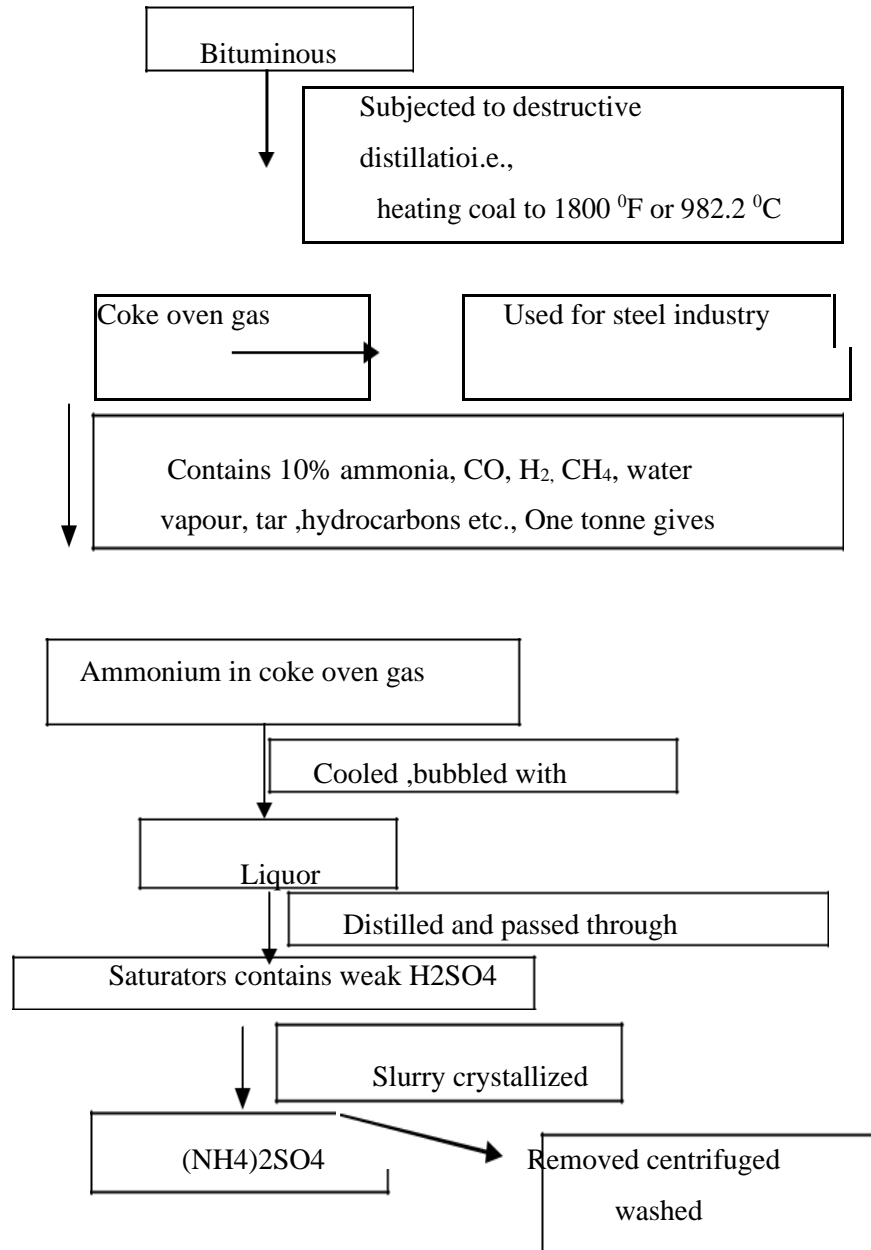 Bituminous
Subjected to destructive
distillatioi.e.,
heating coal to 1800 ⁰F or 982.2 ⁰C
Coke oven gas
Used for steel industry
Contains 10% ammonia, CO, H₂, CH₄, water
vapour, tar ,hydrocarbons etc., One tonne gives
Ammonium in coke oven gas
Cooled ,bubbled with
Liquor
Distilled and passed through
Saturators contains weak H2SO4
Slurry crystallized
(NH4)2SO4
Removed centrifuged
washed